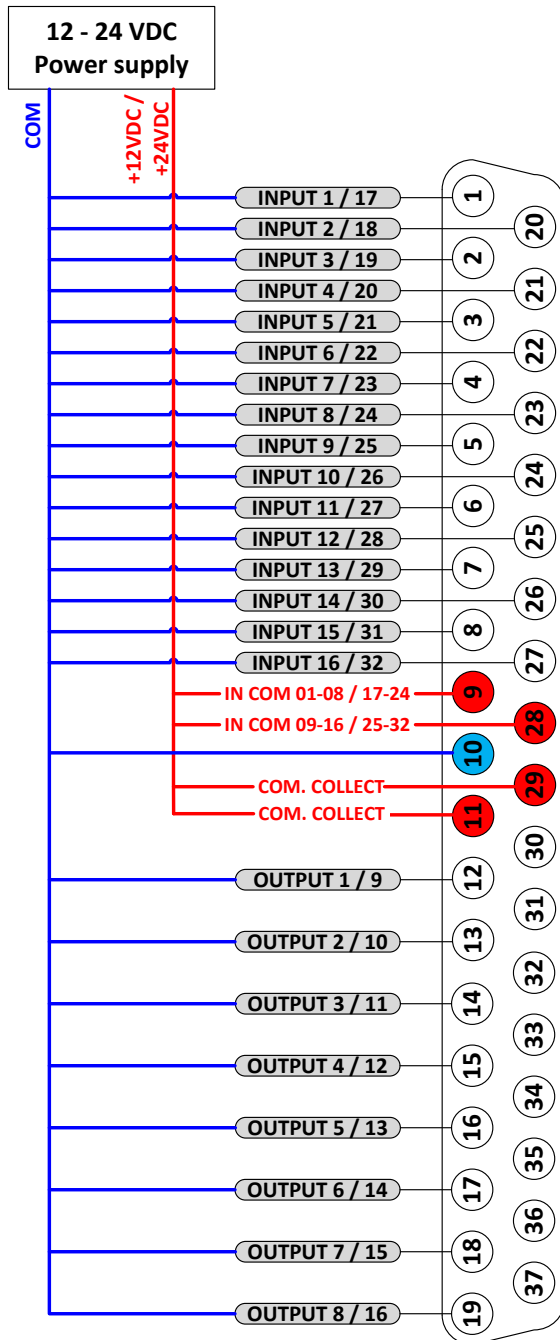 12 - 24 VDC
Power supply
COM
+12VDC /
+24VDC
INPUT 1 / 17
1
INPUT 2 / 18
20
INPUT 3 / 19
2
INPUT 4 / 20
21
INPUT 5 / 21
3
INPUT 6 / 22
22
INPUT 7 / 23
4
INPUT 8 / 24
23
INPUT 9 / 25
5
INPUT 10 / 26
24
INPUT 11 / 27
6
INPUT 12 / 28
25
INPUT 13 / 29
7
INPUT 14 / 30
26
INPUT 15 / 31
8
INPUT 16 / 32
27
IN COM 01-08 / 17-24
9
IN COM 09-16 / 25-32
28
10
COM. COLLECT
29
COM. COLLECT
11
30
OUTPUT 1 / 9
12
31
OUTPUT 2 / 10
13
32
OUTPUT 3 / 11
14
33
OUTPUT 4 / 12
15
34
OUTPUT 5 / 13
16
35
OUTPUT 6 / 14
17
36
OUTPUT 7 / 15
18
37
OUTPUT 8 / 16
19